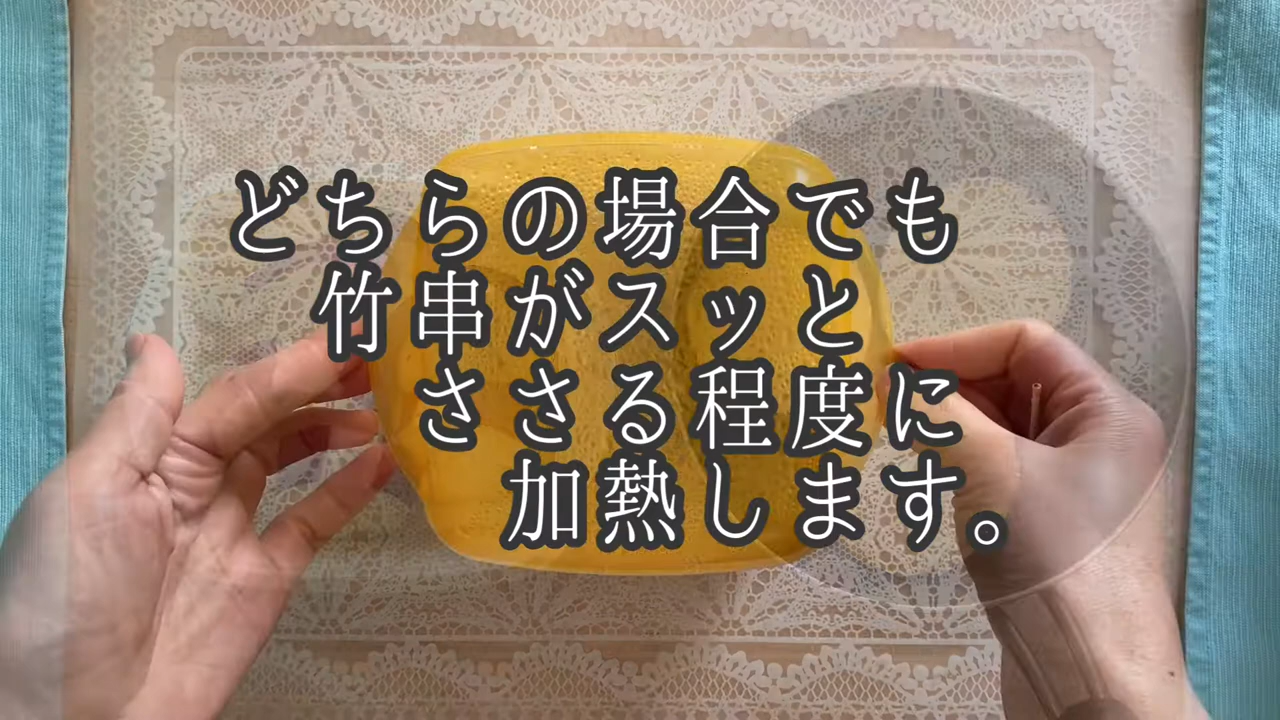 どちらの場合でも
竹串がスッと
ささる程度に
加熱します。